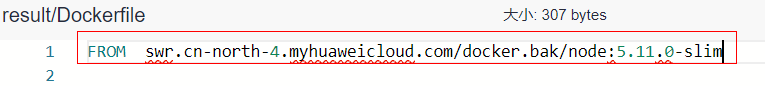 result/Dockerfile
大小: 307 bytes
1 FROM swr.cn-north-4.myhuaweicloud.com/docker.bak/node:5.11.0-slim
2